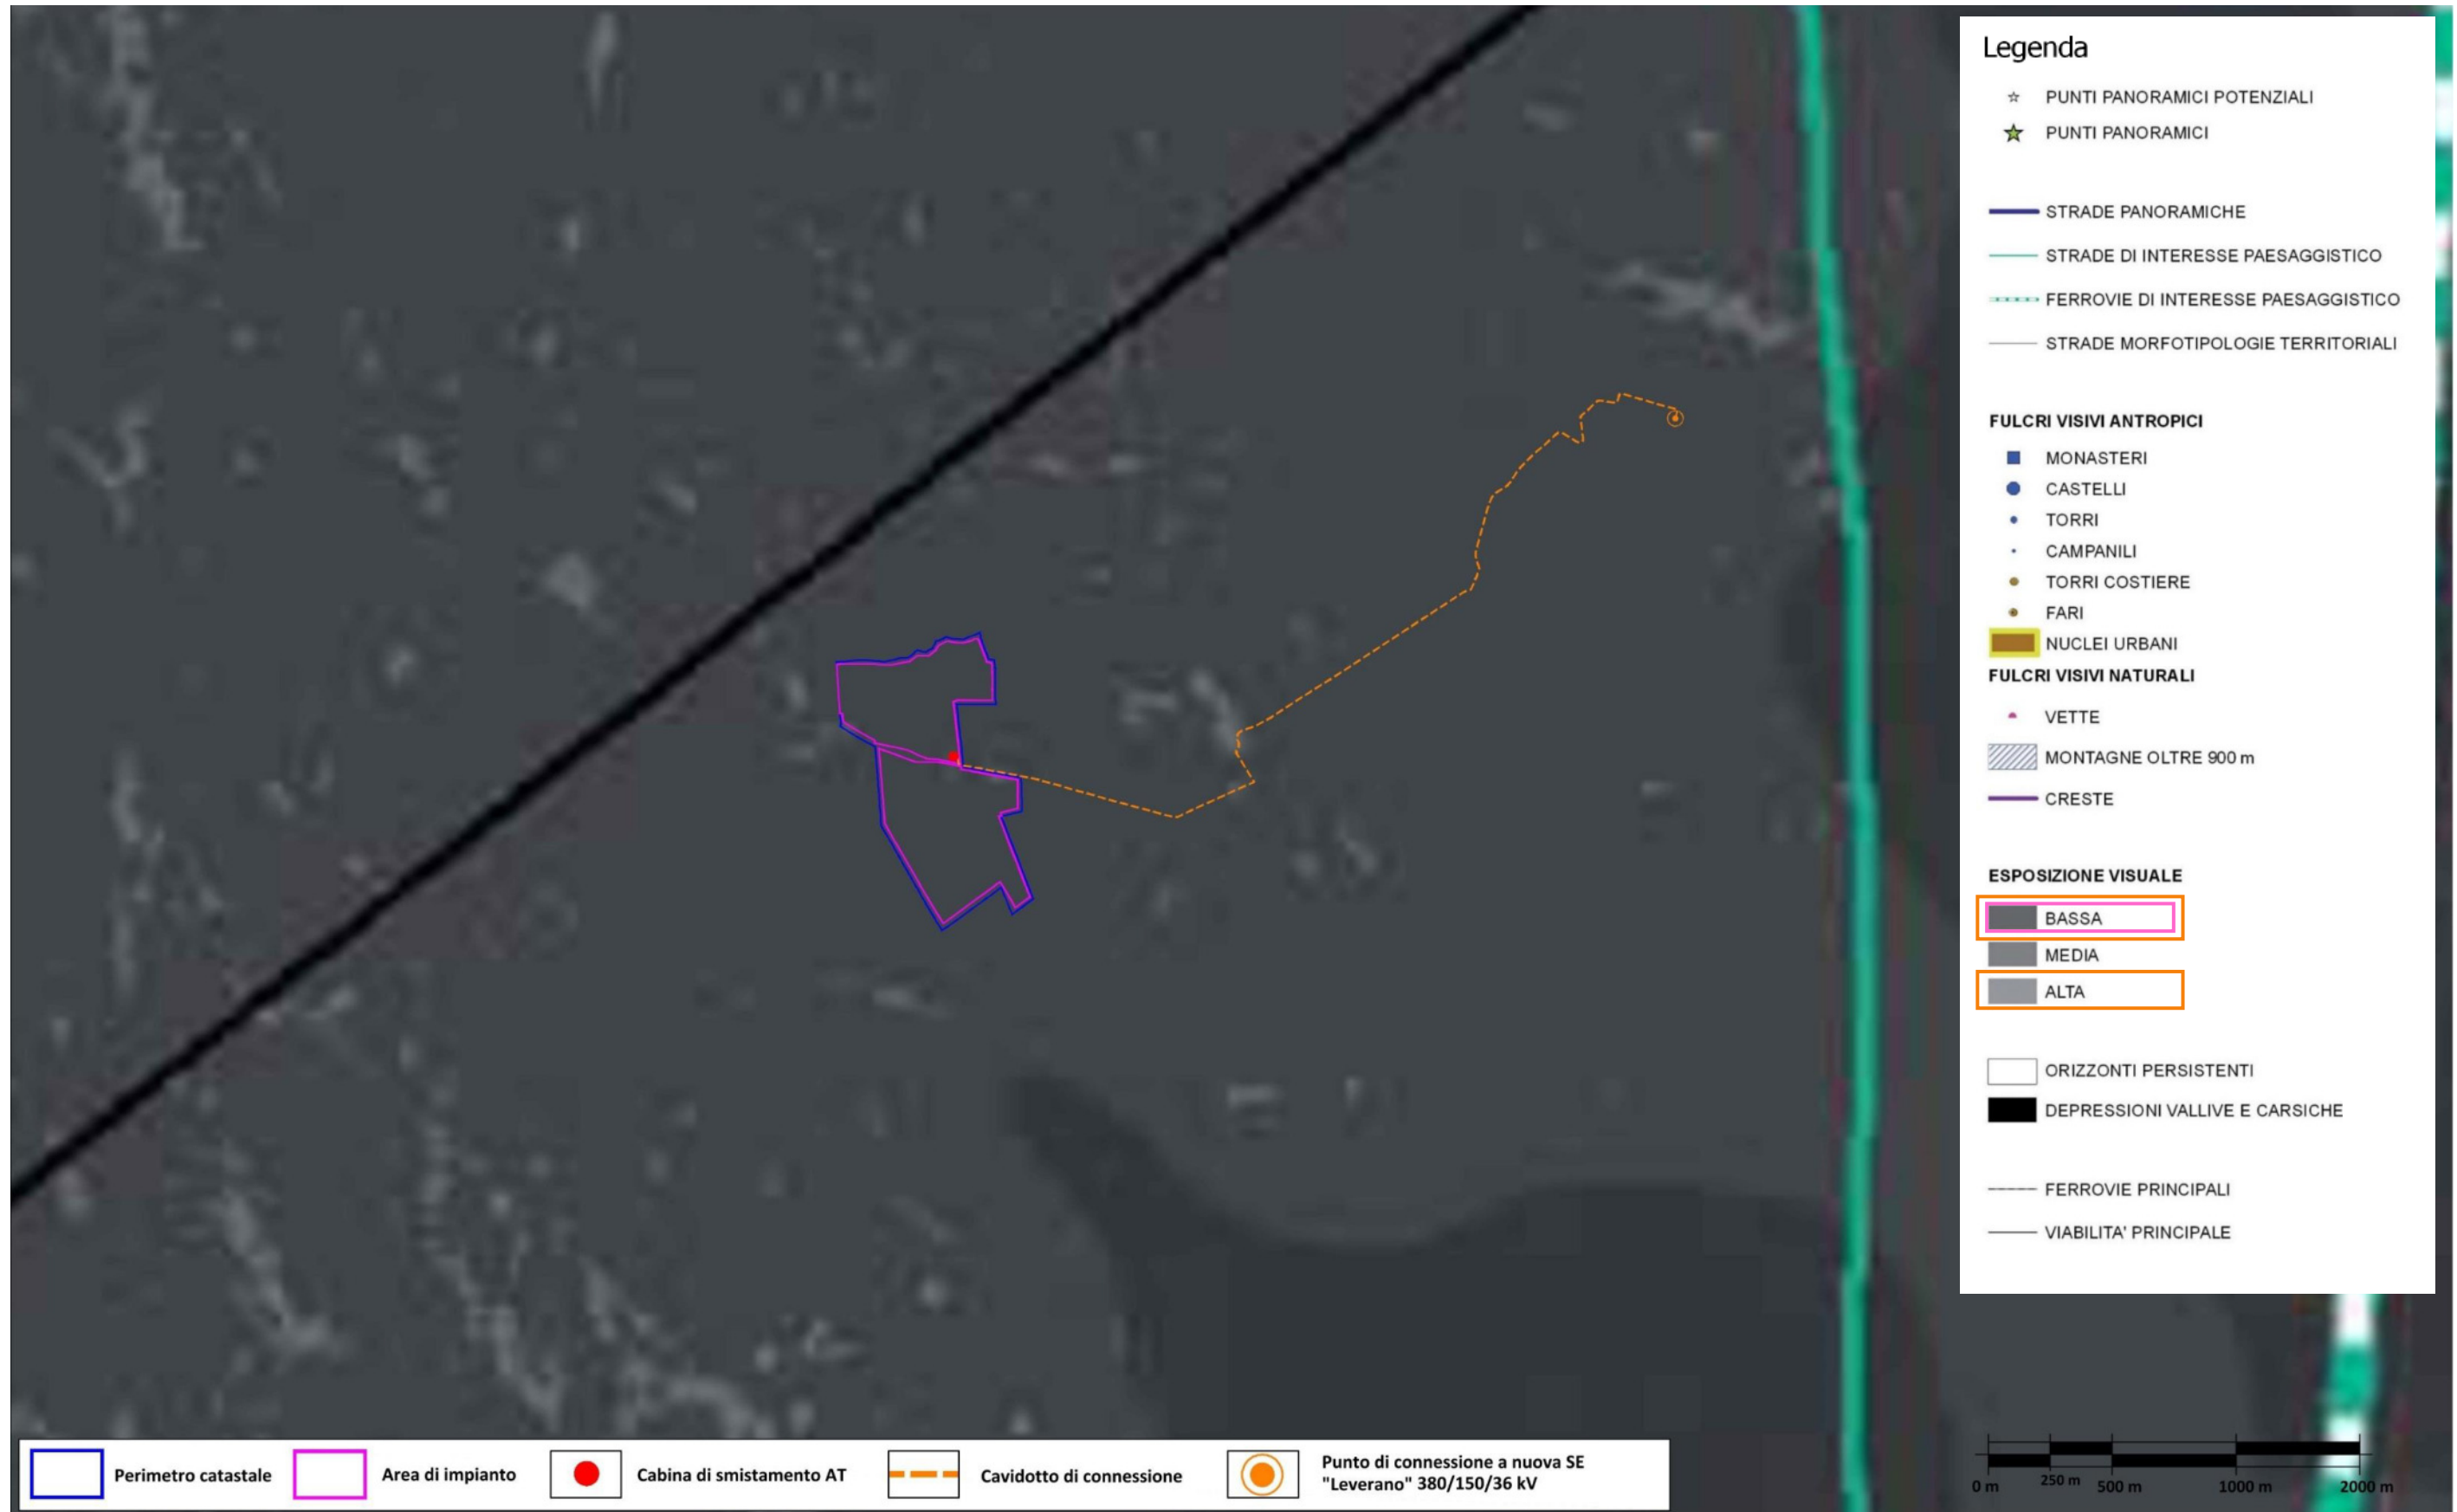 Legenda
PUNTI PANORAMICI POTENZIALI
PUNTI PANORAMICI
STRADE PANORAMICHE
STRADE DI INTERESSE PAESAGGISTICO
FERROVIE DI INTERESSE PAESAGGISTICO
STRADE MORFOTIPOLOGIE TERRITORIALI
FULCRI VISIVI ANTROPICI
MONASTERI
CASTELLI
TORRI
CAMPANILI
TORRI COSTIERE
FARI
NUCLEI URBANI
FULCRI VISIVI NATURALI
VETTE
MONTAGNE OLTRE 900 m
CRESTE
ESPOSIZIONE VISUALE
BASSA
MEDIA
ALTA
ORIZZONTI PERSISTENTI
DEPRESSIONI VALLIVE E CARSICHE
FERROVIE PRINCIPALI
VIABILITA' PRINCIPALE
Perimetro catastale
Area di impianto
Cabina di smistamento AT
Cavidotto di connessione
Punto di connessione a nuova SE
"Leverano" 380/150/36 kV
0 m 250 m 500 m 1000 m 2000 m